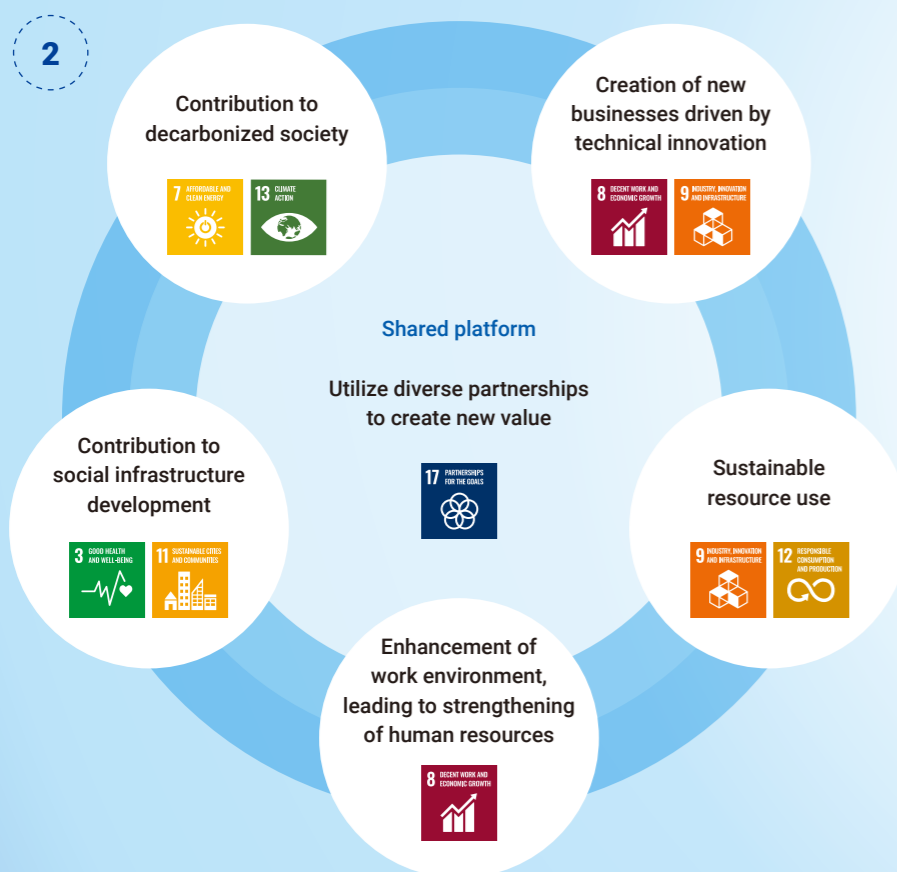 2
Contribution to
decarbonized society
7 AFFORDABLE AND
CLEAN ENERGY
13 CLIMATE
ACTION
Creation of new
businesses driven by
technical innovation
8 DECENT WORK AND
ECONOMIC GROWTH
9 INDUSTRY, INNOVATION
AND INFRASTRUCTURE
Shared platform
Utilize diverse partnerships
to create new value
17 PARTNERSHIPS
FOR THE GOALS
Contribution to
social infrastructure
development
3 GOOD HEALTH
AND WELL-BEING
11 SUSTAINABLE CITIES
AND COMMUNITIES
Sustainable
resource use
9 INDUSTRY, INNOVATION
AND INFRASTRUCTURE
12 RESPONSIBLE
CONSUMPTION
AND PRODUCTION
Enhancement of
work environment,
leading to strengthening
of human resources
8 DECENT WORK AND
ECONOMIC GROWTH